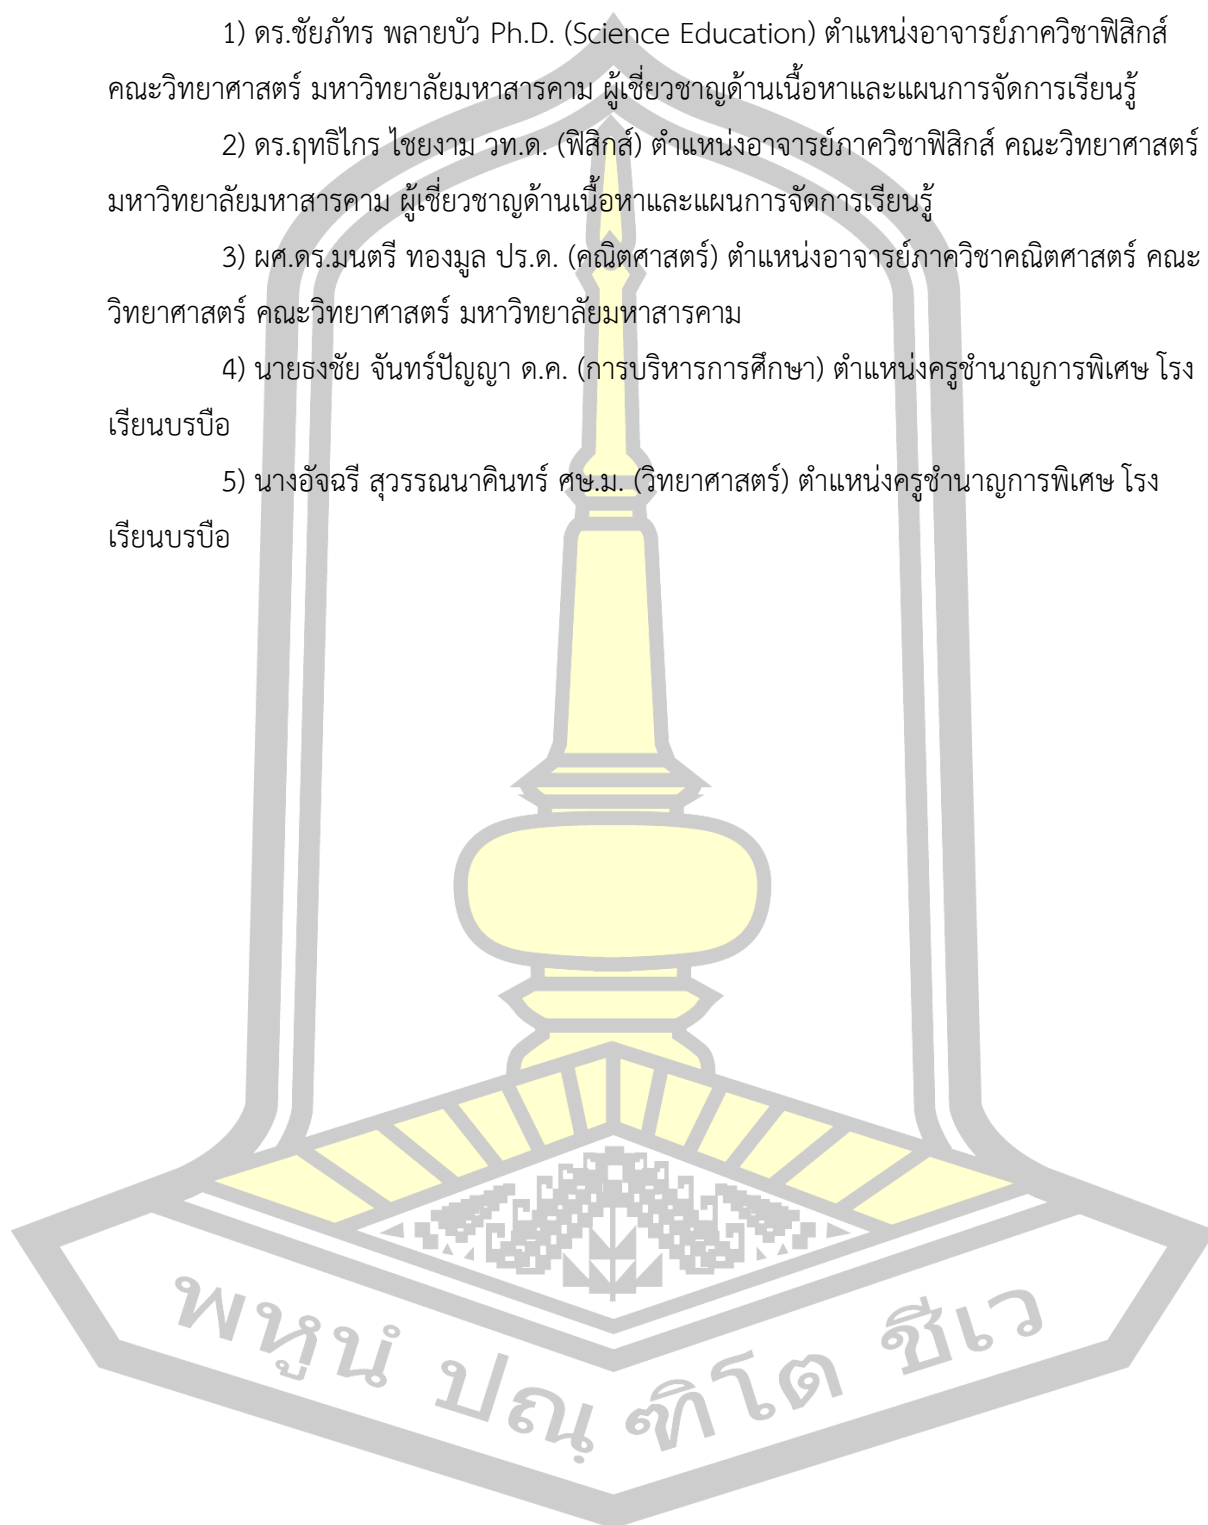 1) ดร.ชัยภัทร พลายบัว Ph.D. (Science Education) ตำแหน่งอาจารย์ภาควิชาฟิสิกส์
คณะวิทยาศาสตร์ มหาวิทยาลัยมหาสารคาม ผู้เชี่ยวชาญด้านเนื้อหาและแผนการจัดการเรียนรู้
2) ดร.ฤทธิไกร ไชยงาม วท.ด. (ฟิสิกส์) ตำแหน่งอาจารย์ภาควิชาฟิสิกส์ คณะวิทยาศาสตร์
มหาวิทยาลัยมหาสารคาม ผู้เชี่ยวชาญด้านเนื้อหาและแผนการจัดการเรียนรู้
3) ผศ.ดร.มนตรี ทองมูล ปร.ด. (คณิตศาสตร์) ตำแหน่งอาจารย์ภาควิชาคณิตศาสตร์ คณะ
วิทยาศาสตร์ คณะวิทยาศาสตร์ มหาวิทยาลัยมหาสารคาม
4) นายธงชัย จันทร์ปัญญา ด.ค. (การบริหารการศึกษา) ตำแหน่งครูชำนาญการพิเศษ โรง
เรียนบรบือ
5) นางอัจฉรี สุวรรณนาคินทร์ ศษ.ม. (วิทยาศาสตร์) ตำแหน่งครูชำนาญการพิเศษ โรง
เรียนบรบือ
พหูนํ ปณฺ ฑิโต ชีเว